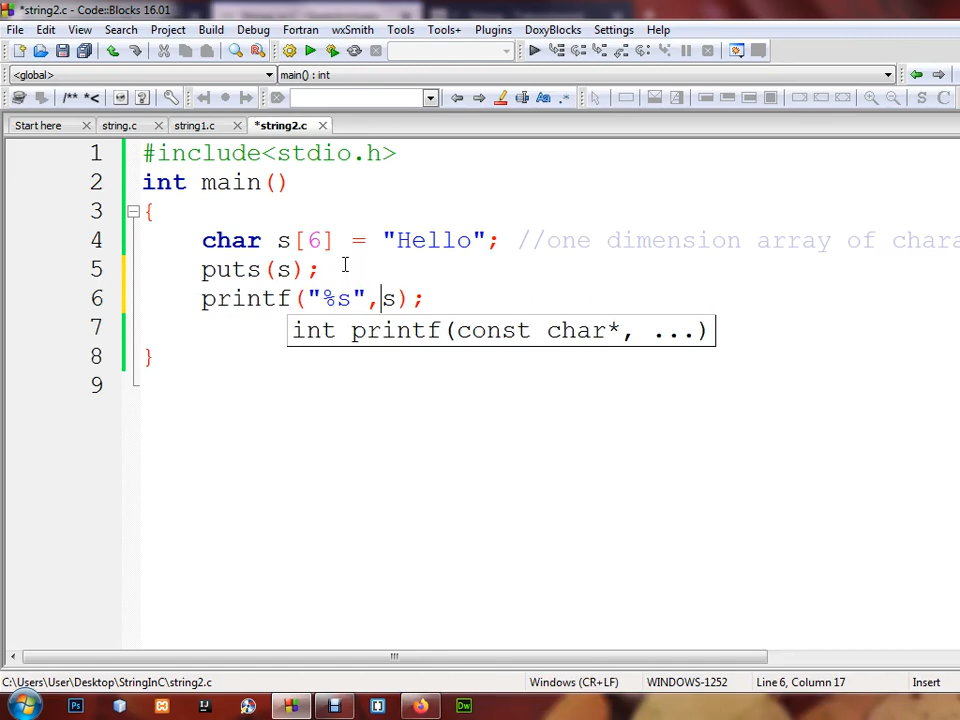 *string2.c - Code::Blocks 16.01
File Edit View Search Project Build Debug Fortran wxSmith Tools Tools+ Plugins DoxyBlocks Settings Help
<global> main() : int
/** *<
Start here string.c string1.c *string2.c
1 #include<stdio.h>
2 int main()
3 {
4 char s[6] = "Hello"; //one dimension array of chara
5 puts(s);
6 printf("%s",s);
7 int printf(const char*, ...)
8 }
9
C:\Users\User\Desktop\StringInC\string2.c Windows (CR+LF) WINDOWS-1252 Line 6, Column 17 Insert
Ps Dw